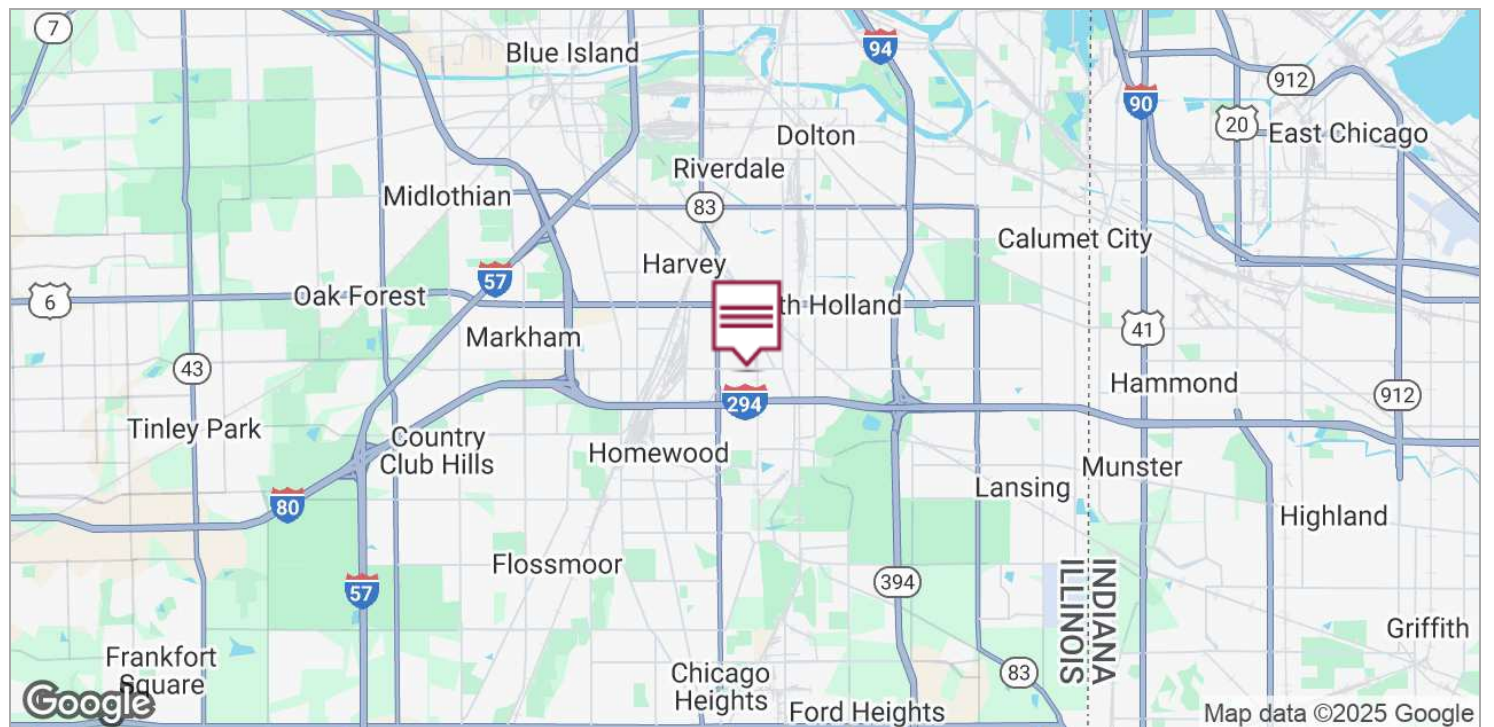 7
Blue Island
94
912
90
20
East Chicago
Dolton
Riverdale
Midlothian
83
Calumet City
Harvey
57
6
Oak Forest
th Holland
Markham
41
43
Hammond
294
912
Tinley Park
Country
Club Hills
Homewood
Munster
Lansing
80
Highland
Flossmoor
57
394
INDIANA
ILLINOIS
Griffith
Frankfort
Square
Chicago
Heights
83
Ford Heights
Google
Map data ©2025 Google